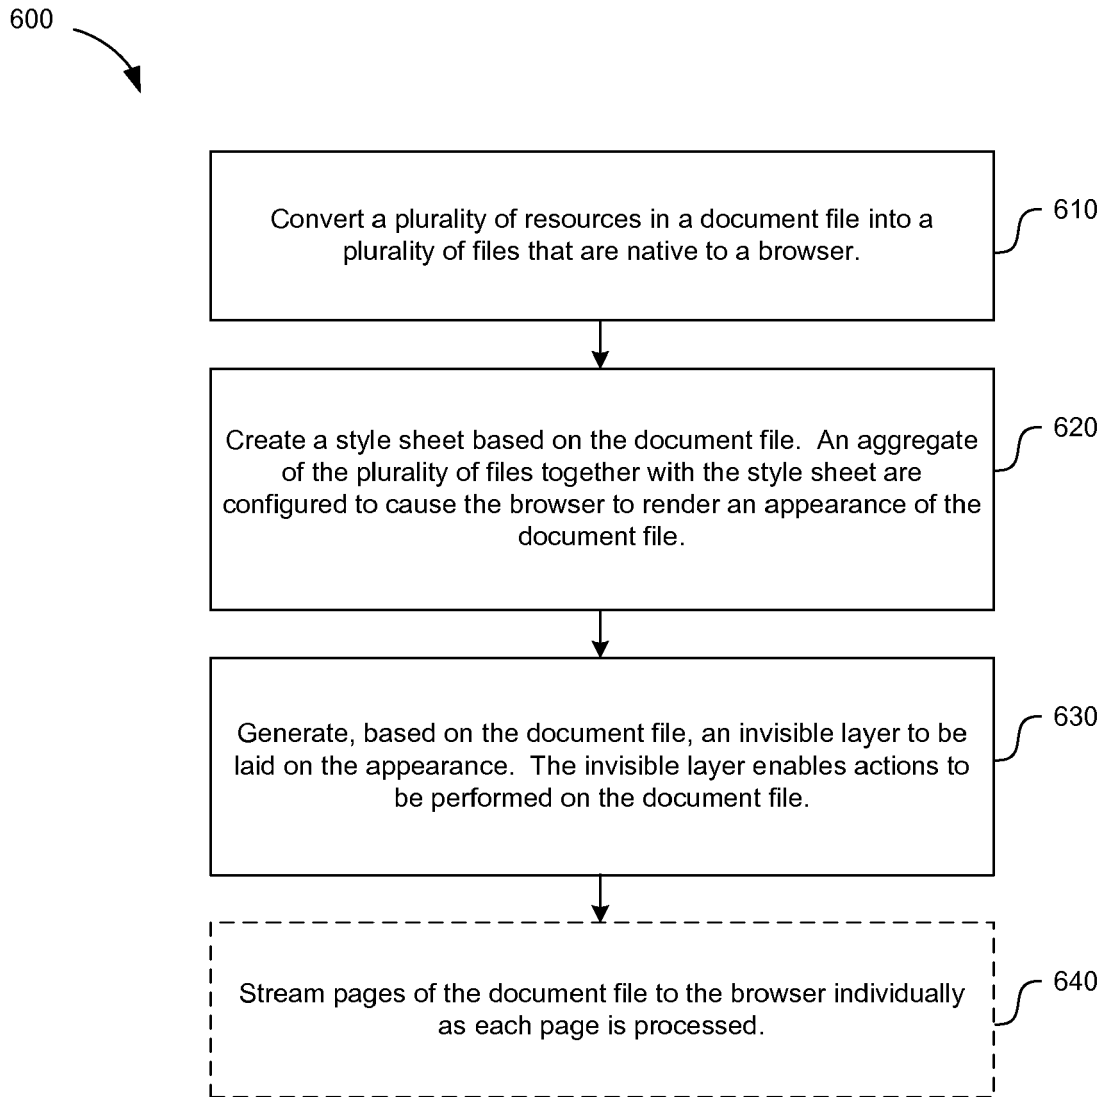 600
Convert a plurality of resources in a document file into a
plurality of files that are native to a browser.
610
Create a style sheet based on the document file.  An aggregate
of the plurality of files together with the style sheet are
configured to cause the browser to render an appearance of the
document file.
620
Generate, based on the document file, an invisible layer to be
laid on the appearance.  The invisible layer enables actions to
be performed on the document file.
630
Stream pages of the document file to the browser individually
as each page is processed.
640